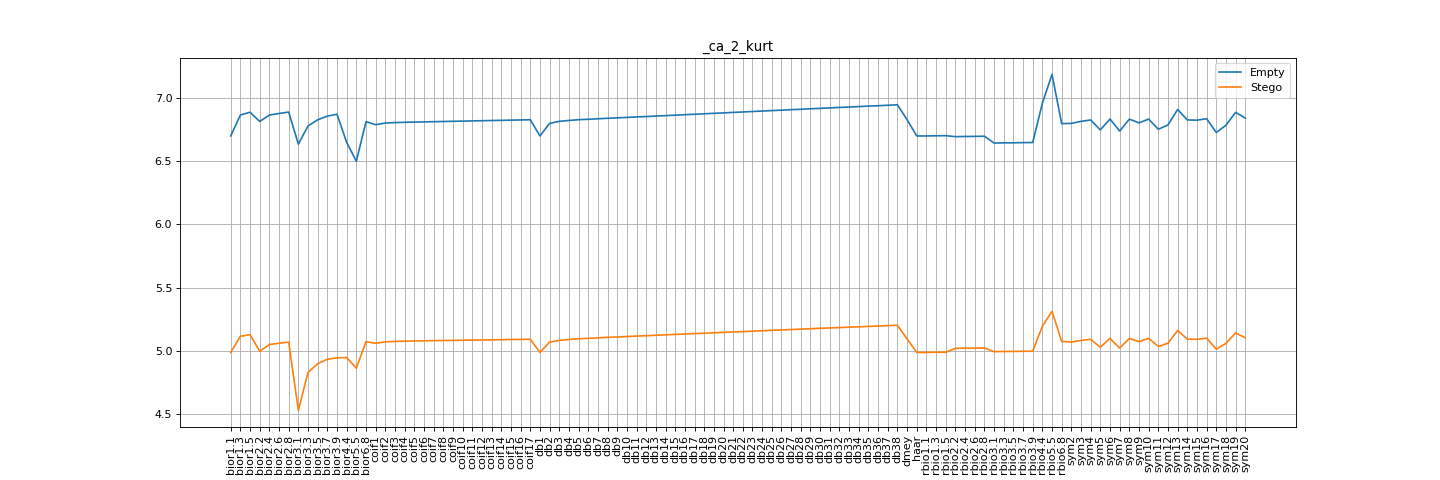 _ca_2_kurt
Empty
Stego
7.0
6.5
6.0
5.5
5.0
4.5
bior1.1
bior1.3
bior1.5
bior2.2
bior2.4
bior2.6
bior2.8
bior3.1
bior3.3
bior3.5
bior3.7
bior3.9
bior4.4
bior5.5
bior6.8
coif1
coif2
coif3
coif4
coif5
coif6
coif7
coif8
coif9
coif10
coif11
coif12
coif13
coif14
coif15
coif16
coif17
db1
db2
db3
db4
db5
db6
db7
db8
db9
db10
db11
db12
db13
db14
db15
db16
db17
db18
db19
db20
db21
db22
db23
db24
db25
db26
db27
db28
db29
db30
db31
db32
db33
db34
db35
db36
db37
db38
dmey
haar
rbio1.1
rbio1.3
rbio1.5
rbio2.2
rbio2.4
rbio2.6
rbio2.8
rbio3.1
rbio3.3
rbio3.5
rbio3.7
rbio3.9
rbio4.4
rbio5.5
rbio6.8
sym2
sym3
sym4
sym5
sym6
sym7
sym8
sym9
sym10
sym11
sym12
sym13
sym14
sym15
sym16
sym17
sym18
sym19
sym20